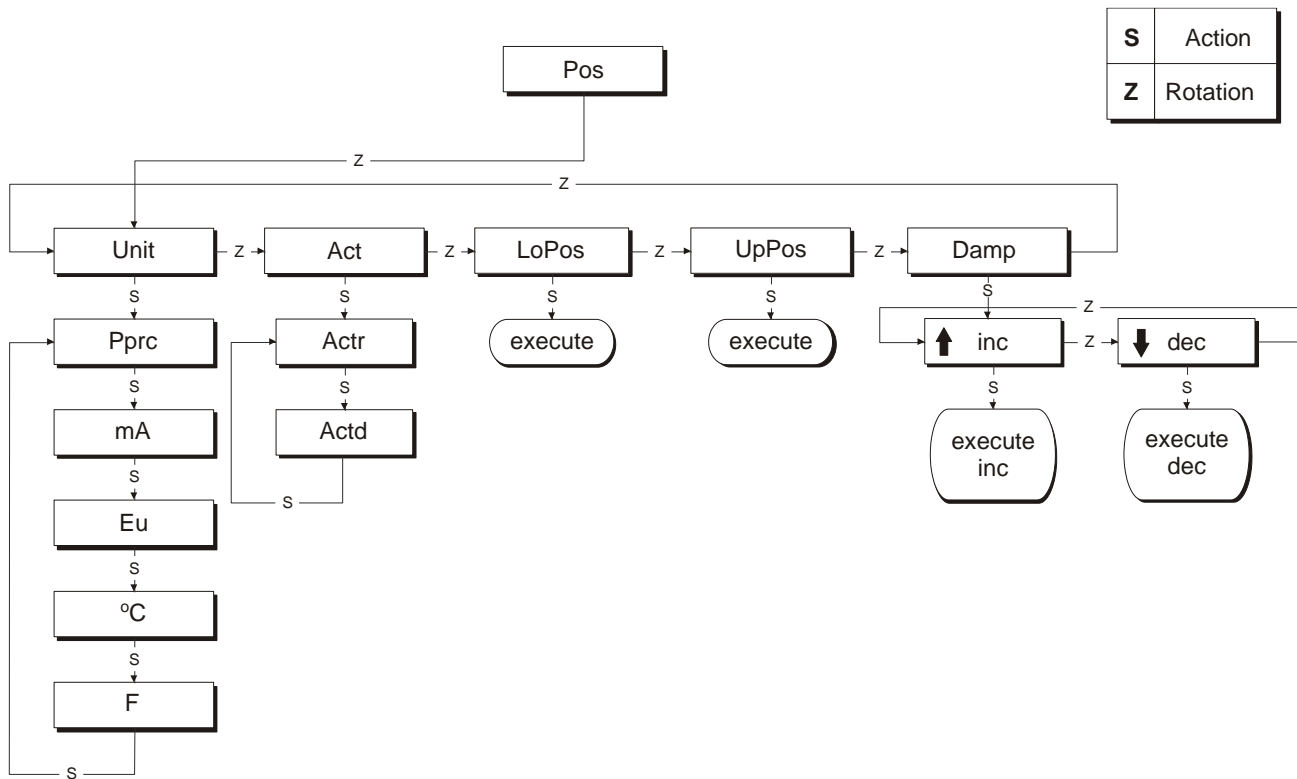 S Action
Z Rotation
Pos
Z
Z
Unit Z Act Z LoPos Z UpPos Z Damp
S S S S S
Z
Pprc Actr execute execute inc Z dec
S S S S
mA Actd execute
inc execute
dec
S S
Eu
S
ºC
S
F
S